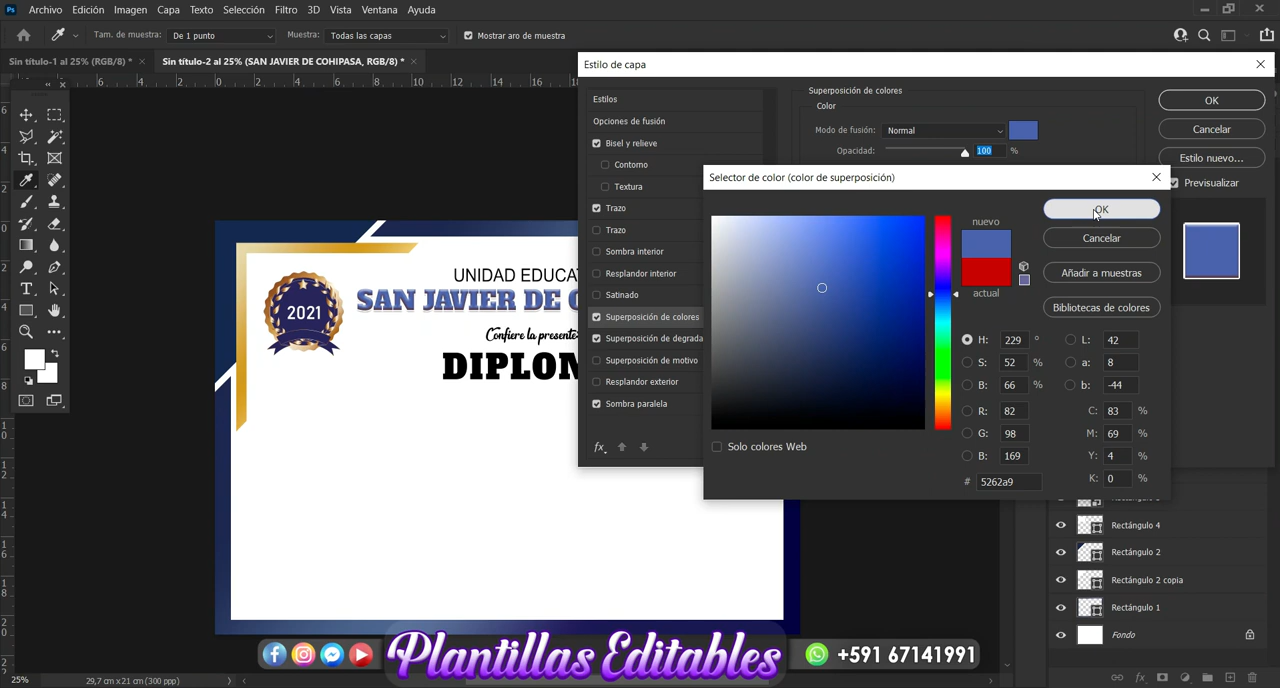 Ps Archivo Edición Imagen Capa Texto Selección Filtro 3D Vista Ventana Ayuda
Tam. de muestra: De 1 punto Muestra: Todas las capas Mostrar aro de muestra
Sin título-1 al 25% (RGB/8) * × Sin título-2 al 25% (SAN JAVIER DE COHIPASA, RGB/8) * ×
Estilo de capa
Estilos
Opciones de fusión
Bisel y relieve
Contorno
Textura
Trazo
Trazo
Sombra interior
Resplandor interior
Satinado
Superposición de colores
Superposición de degrada
Superposición de motivo
Resplandor exterior
Sombra paralela
fx
Superposición de colores
Color
Modo de fusión: Normal
Opacidad: 100 %
OK
Cancelar
Estilo nuevo...
Previsualizar
Selector de color (color de superposición)
nuevo
actual
OK
Cancelar
Añadir a muestras
Bibliotecas de colores
H: 229 ° L: 42
S: 52 % a: 8
B: 66 % b: -44
R: 82 C: 83 %
G: 98 M: 69 %
B: 169 Y: 4 %
# 5262a9 K: 0 %
Solo colores Web
2021
UNIDAD EDUCAT
SAN JAVIER DE C
Confiere la presente
DIPLOM
Rectángulo 4
Rectángulo 2
Rectángulo 2 copia
Rectángulo 1
Fondo
Plantillas Editables
+591 67141991
25% 29,7 cm x 21 cm (300 ppp)